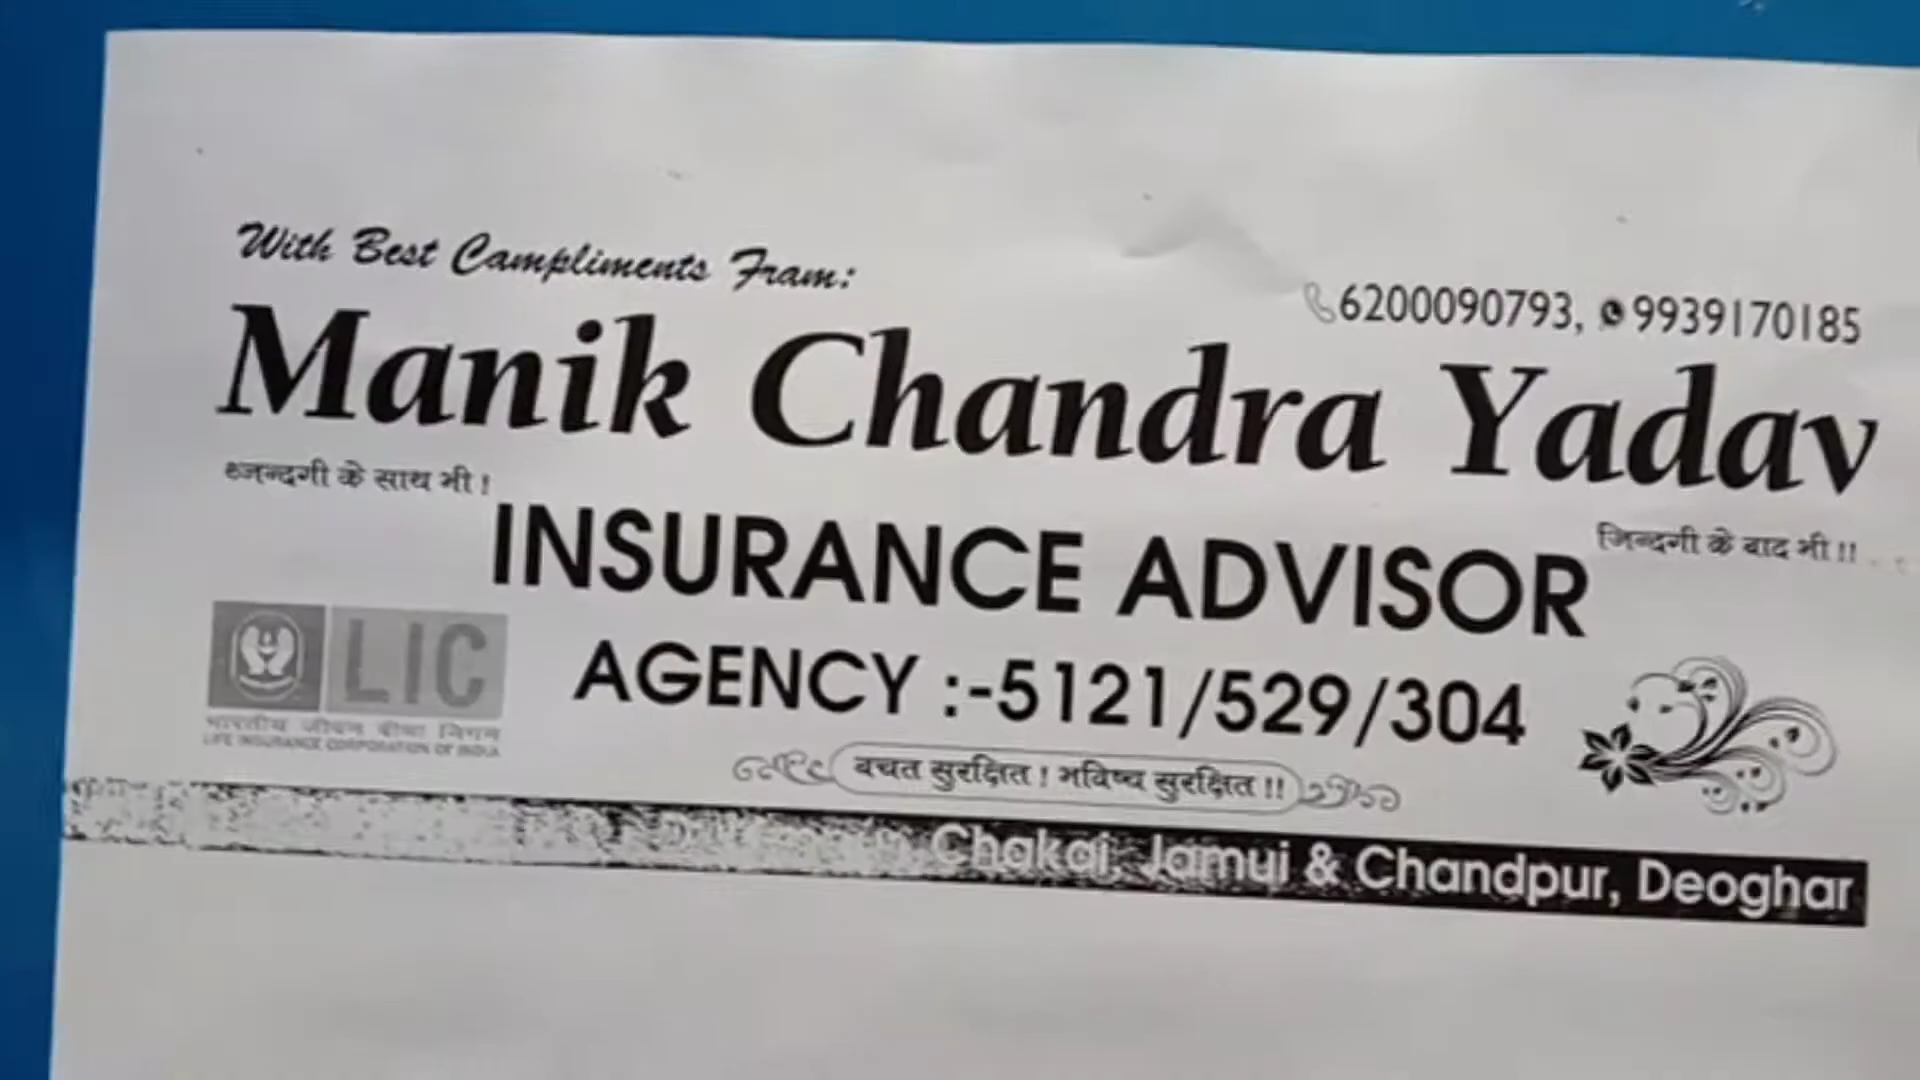 With Best Campliments Fram:
6200090793, 9939170185
Manik Chandra Yadav
जिन्दगी के साथ भी !
जिन्दगी के बाद भी !!
INSURANCE ADVISOR
LIC
AGENCY :-5121/529/304
भारतीय जीवन बीमा निगम
LIFE INSURANCE CORPORATION OF INDIA
बचत सुरक्षित ! भविष्य सुरक्षित !!
Chakai, Jamui & Chandpur, Deoghar